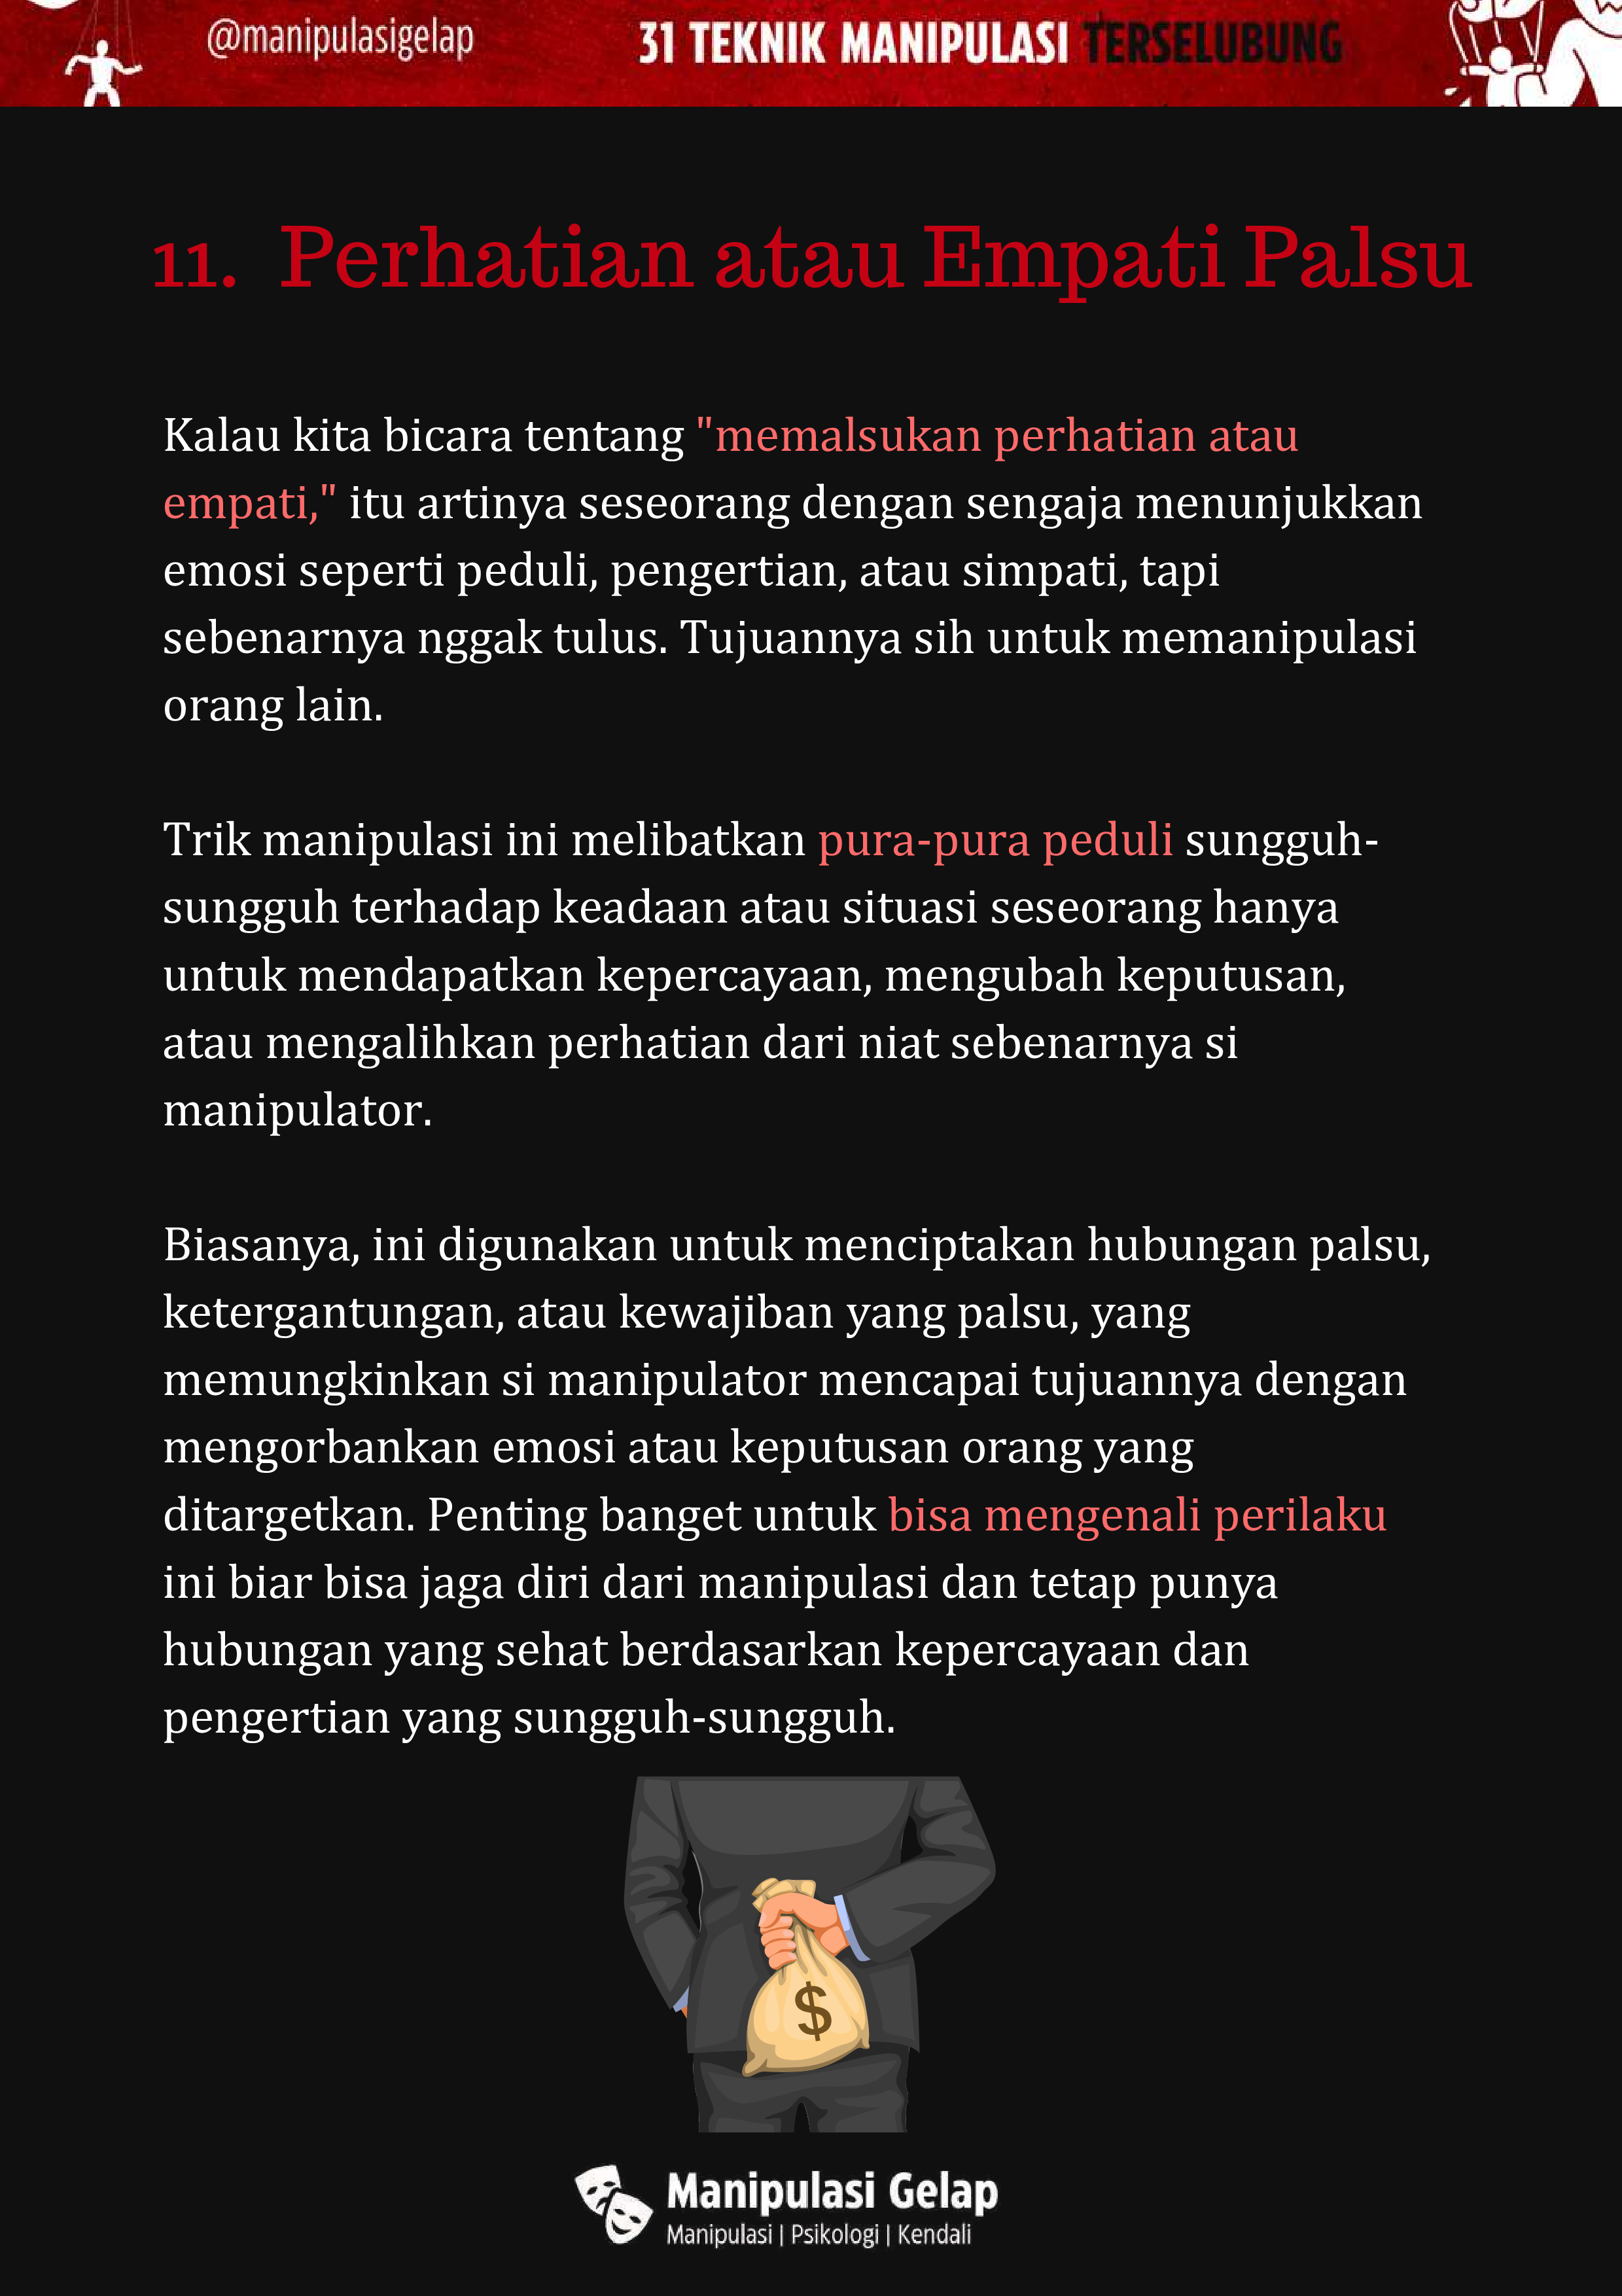 @manipulasigelap
31 TEKNIK MANIPULASI TERSELUBUNG
11. Perhatian atau Empati Palsu
Kalau kita bicara tentang "memalsukan perhatian atau
empati," itu artinya seseorang dengan sengaja menunjukkan
emosi seperti peduli, pengertian, atau simpati, tapi
sebenarnya nggak tulus. Tujuannya sih untuk memanipulasi
orang lain.
Trik manipulasi ini melibatkan pura-pura peduli sungguh-
sungguh terhadap keadaan atau situasi seseorang hanya
untuk mendapatkan kepercayaan, mengubah keputusan,
atau mengalihkan perhatian dari niat sebenarnya si
manipulator.
Biasanya, ini digunakan untuk menciptakan hubungan palsu,
ketergantungan, atau kewajiban yang palsu, yang
memungkinkan si manipulator mencapai tujuannya dengan
mengorbankan emosi atau keputusan orang yang
ditargetkan. Penting banget untuk bisa mengenali perilaku
ini biar bisa jaga diri dari manipulasi dan tetap punya
hubungan yang sehat berdasarkan kepercayaan dan
pengertian yang sungguh-sungguh.
$
Manipulasi Gelap
Manipulasi | Psikologi | Kendali